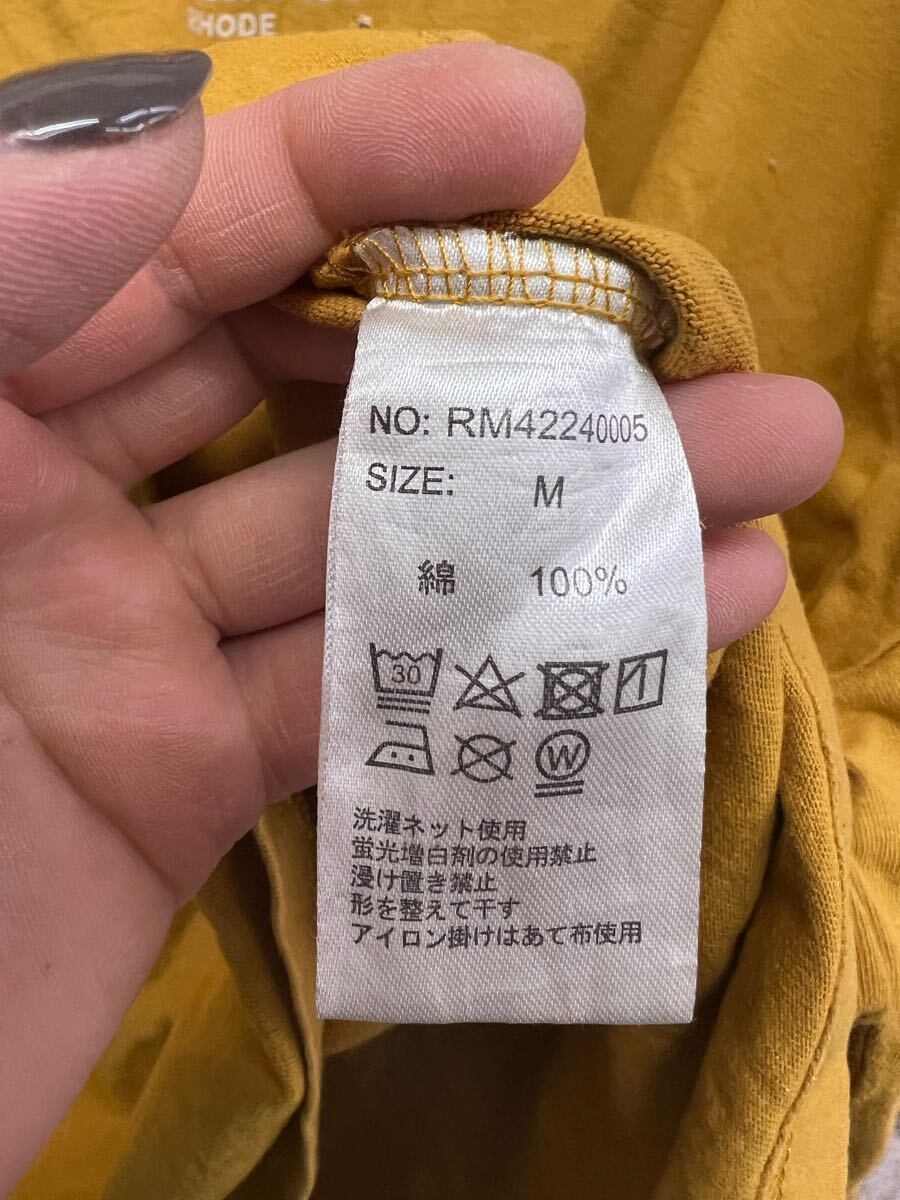 RHODE
NO: RM42240005
SIZE: M
綿 100%
30
W
洗濯ネット使用
蛍光増白剤の使用禁止
浸け置き禁止
形を整えて干す
アイロン掛けはあて布使用